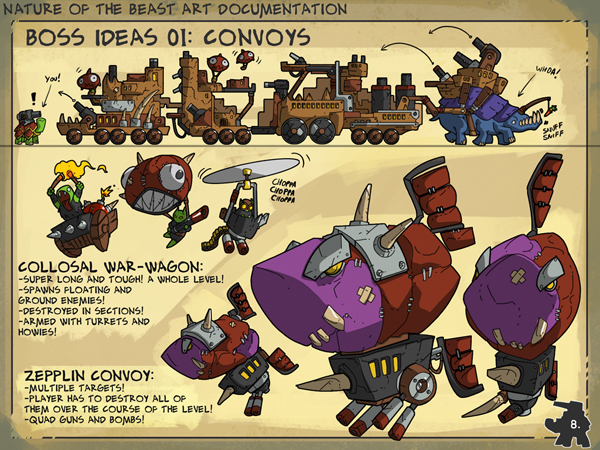 NATURE OF THE BEAST ART DOCUMENTATION
BOSS IDEAS 01: CONVOYS
YOU!
!
WHOA!
SNIFF
SNIFF
CHOPPA
CHOPPA
CHOPPA
COLLOSAL WAR-WAGON:
-SUPER LONG AND TOUGH! A WHOLE LEVEL!
-SPAWNS FLOATING AND
GROUND ENEMIES!
-DESTROYED IN SECTIONS!
-ARMED WITH TURRETS AND
HOWIES!
ZEPPLIN CONVOY:
-MULTIPLE TARGETS!
-PLAYER HAS TO DESTROY ALL OF
THEM OVER THE COURSE OF THE LEVEL!
-QUAD GUNS AND BOMBS!
8.